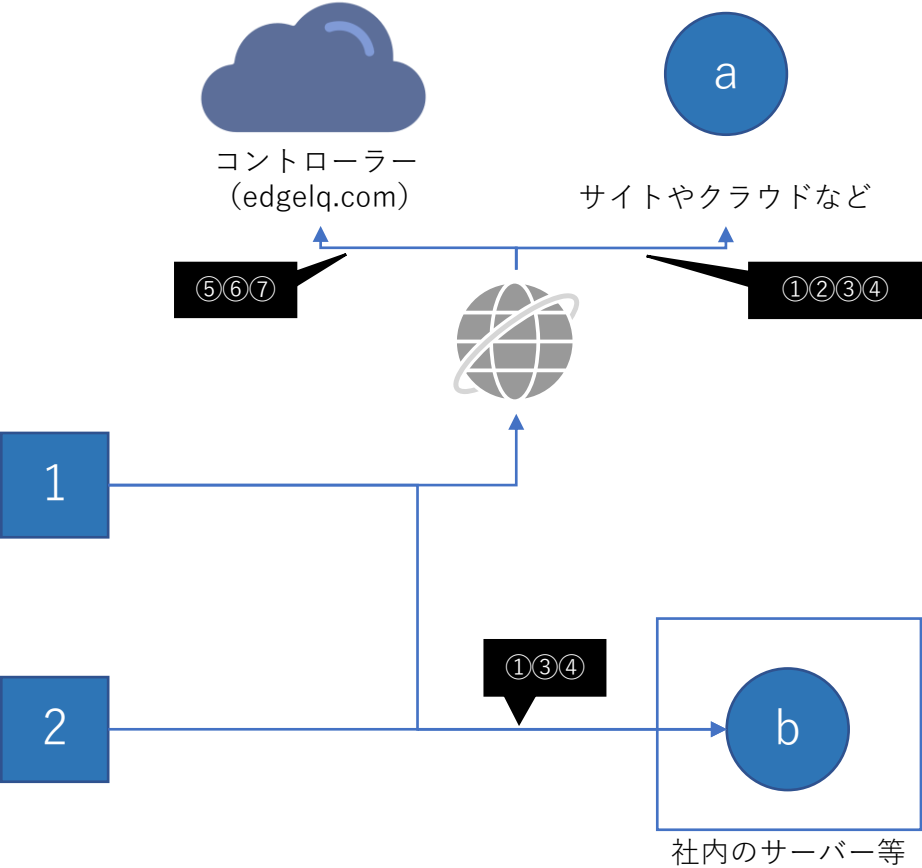 a
コントローラー
（edgelq.com）
サイトやクラウドなど
⑤⑥⑦
①②③④
1
①③④
2
b
社内のサーバー等